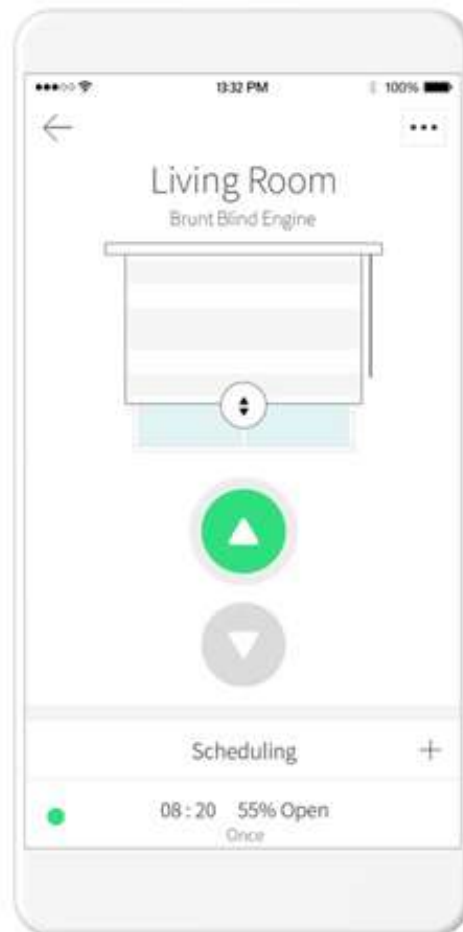 13:32 PM
100%
Living Room
Brunt Blind Engine
Scheduling
08 : 20 55% Open
Once